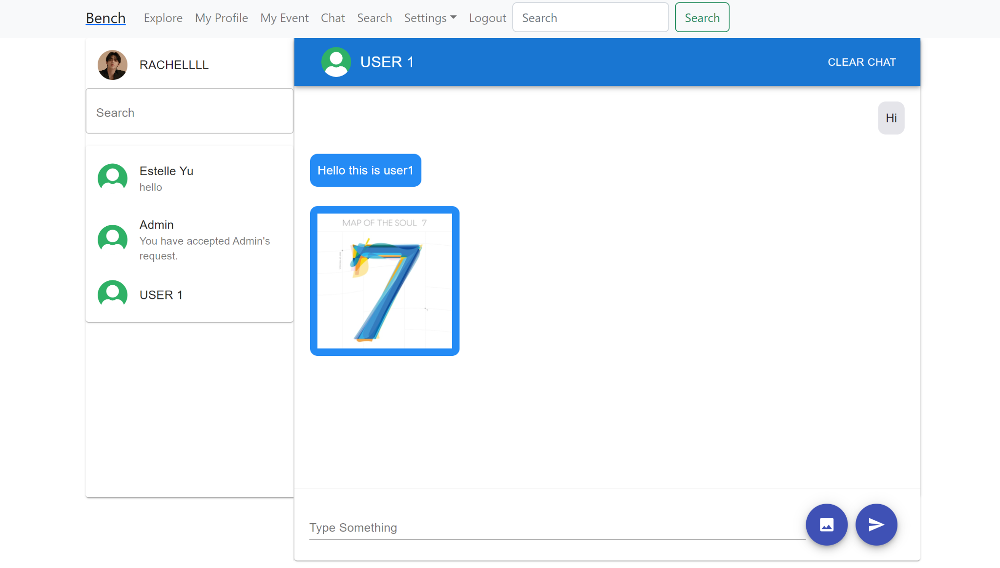 Bench Explore My Profile My Event Chat Search Settings Logout Search Search
RACHELLLL
Search
Estelle Yu
hello
Admin
You have accepted Admin's
request.
USER 1
USER 1 CLEAR CHAT
Hi
Hello this is user1
MAP OF THE SOUL 7
7
Type Something